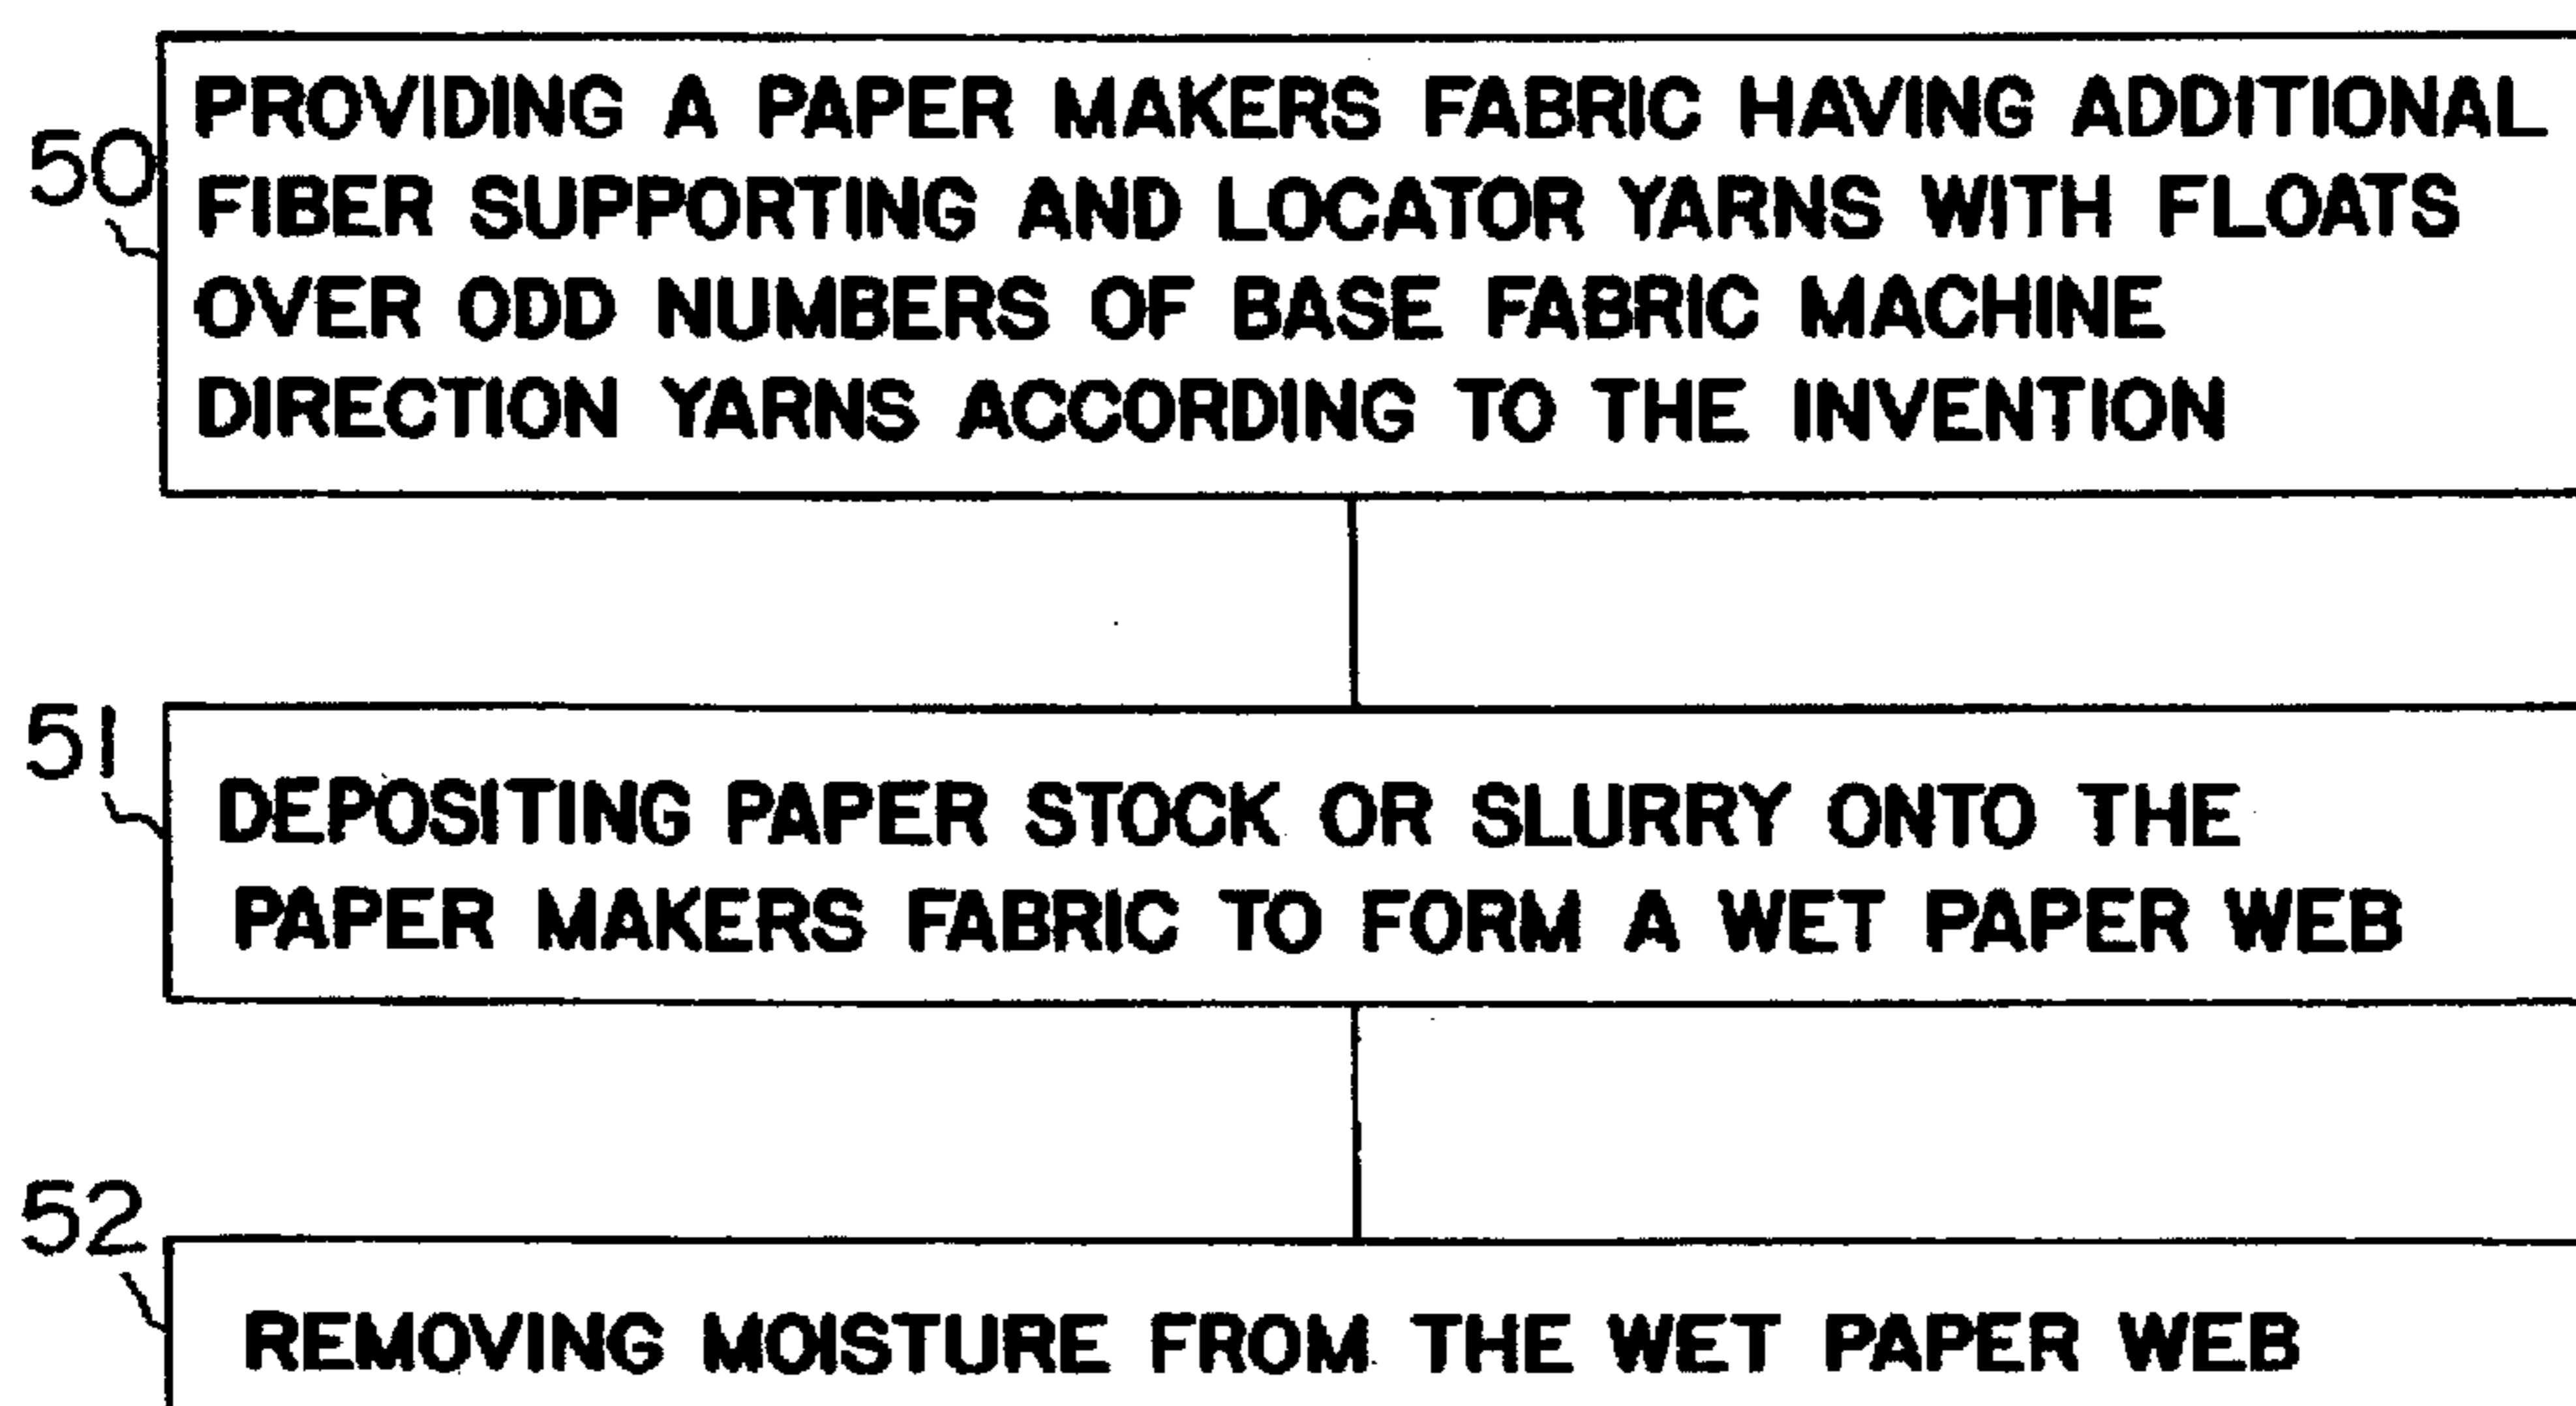 50
PROVIDING A PAPER MAKERS FABRIC HAVING ADDITIONAL
FIBER SUPPORTING AND LOCATOR YARNS WITH FLOATS
OVER ODD NUMBERS OF BASE FABRIC MACHINE
DIRECTION YARNS ACCORDING TO THE INVENTION
51
DEPOSITING PAPER STOCK OR SLURRY ONTO THE
PAPER MAKERS FABRIC TO FORM A WET PAPER WEB
52
REMOVING MOISTURE FROM THE WET PAPER WEB